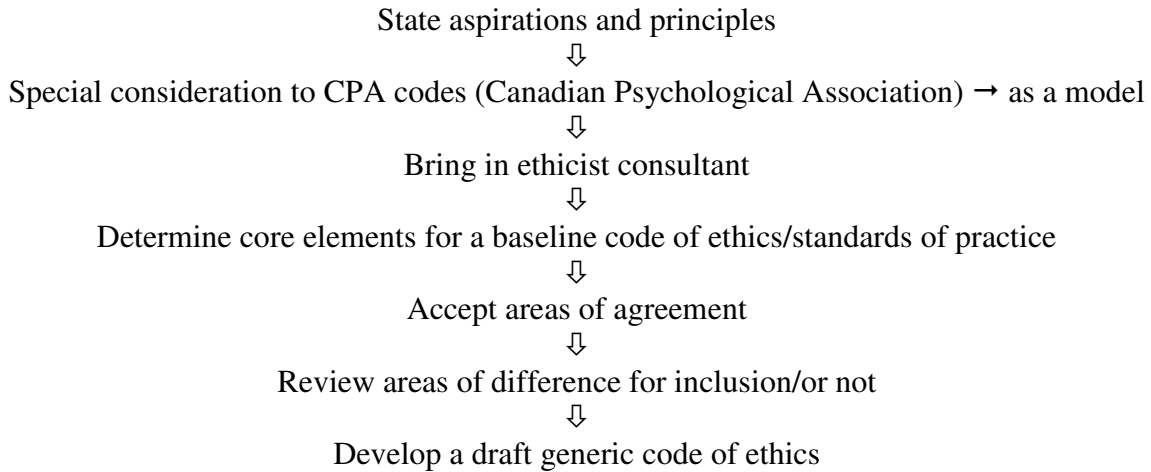 State aspirations and principles
⇩
Special consideration to CPA codes (Canadian Psychological Association) → as a model
⇩
Bring in ethicist consultant
⇩
Determine core elements for a baseline code of ethics/standards of practice
⇩
Accept areas of agreement
⇩
Review areas of difference for inclusion/or not
⇩
Develop a draft generic code of ethics